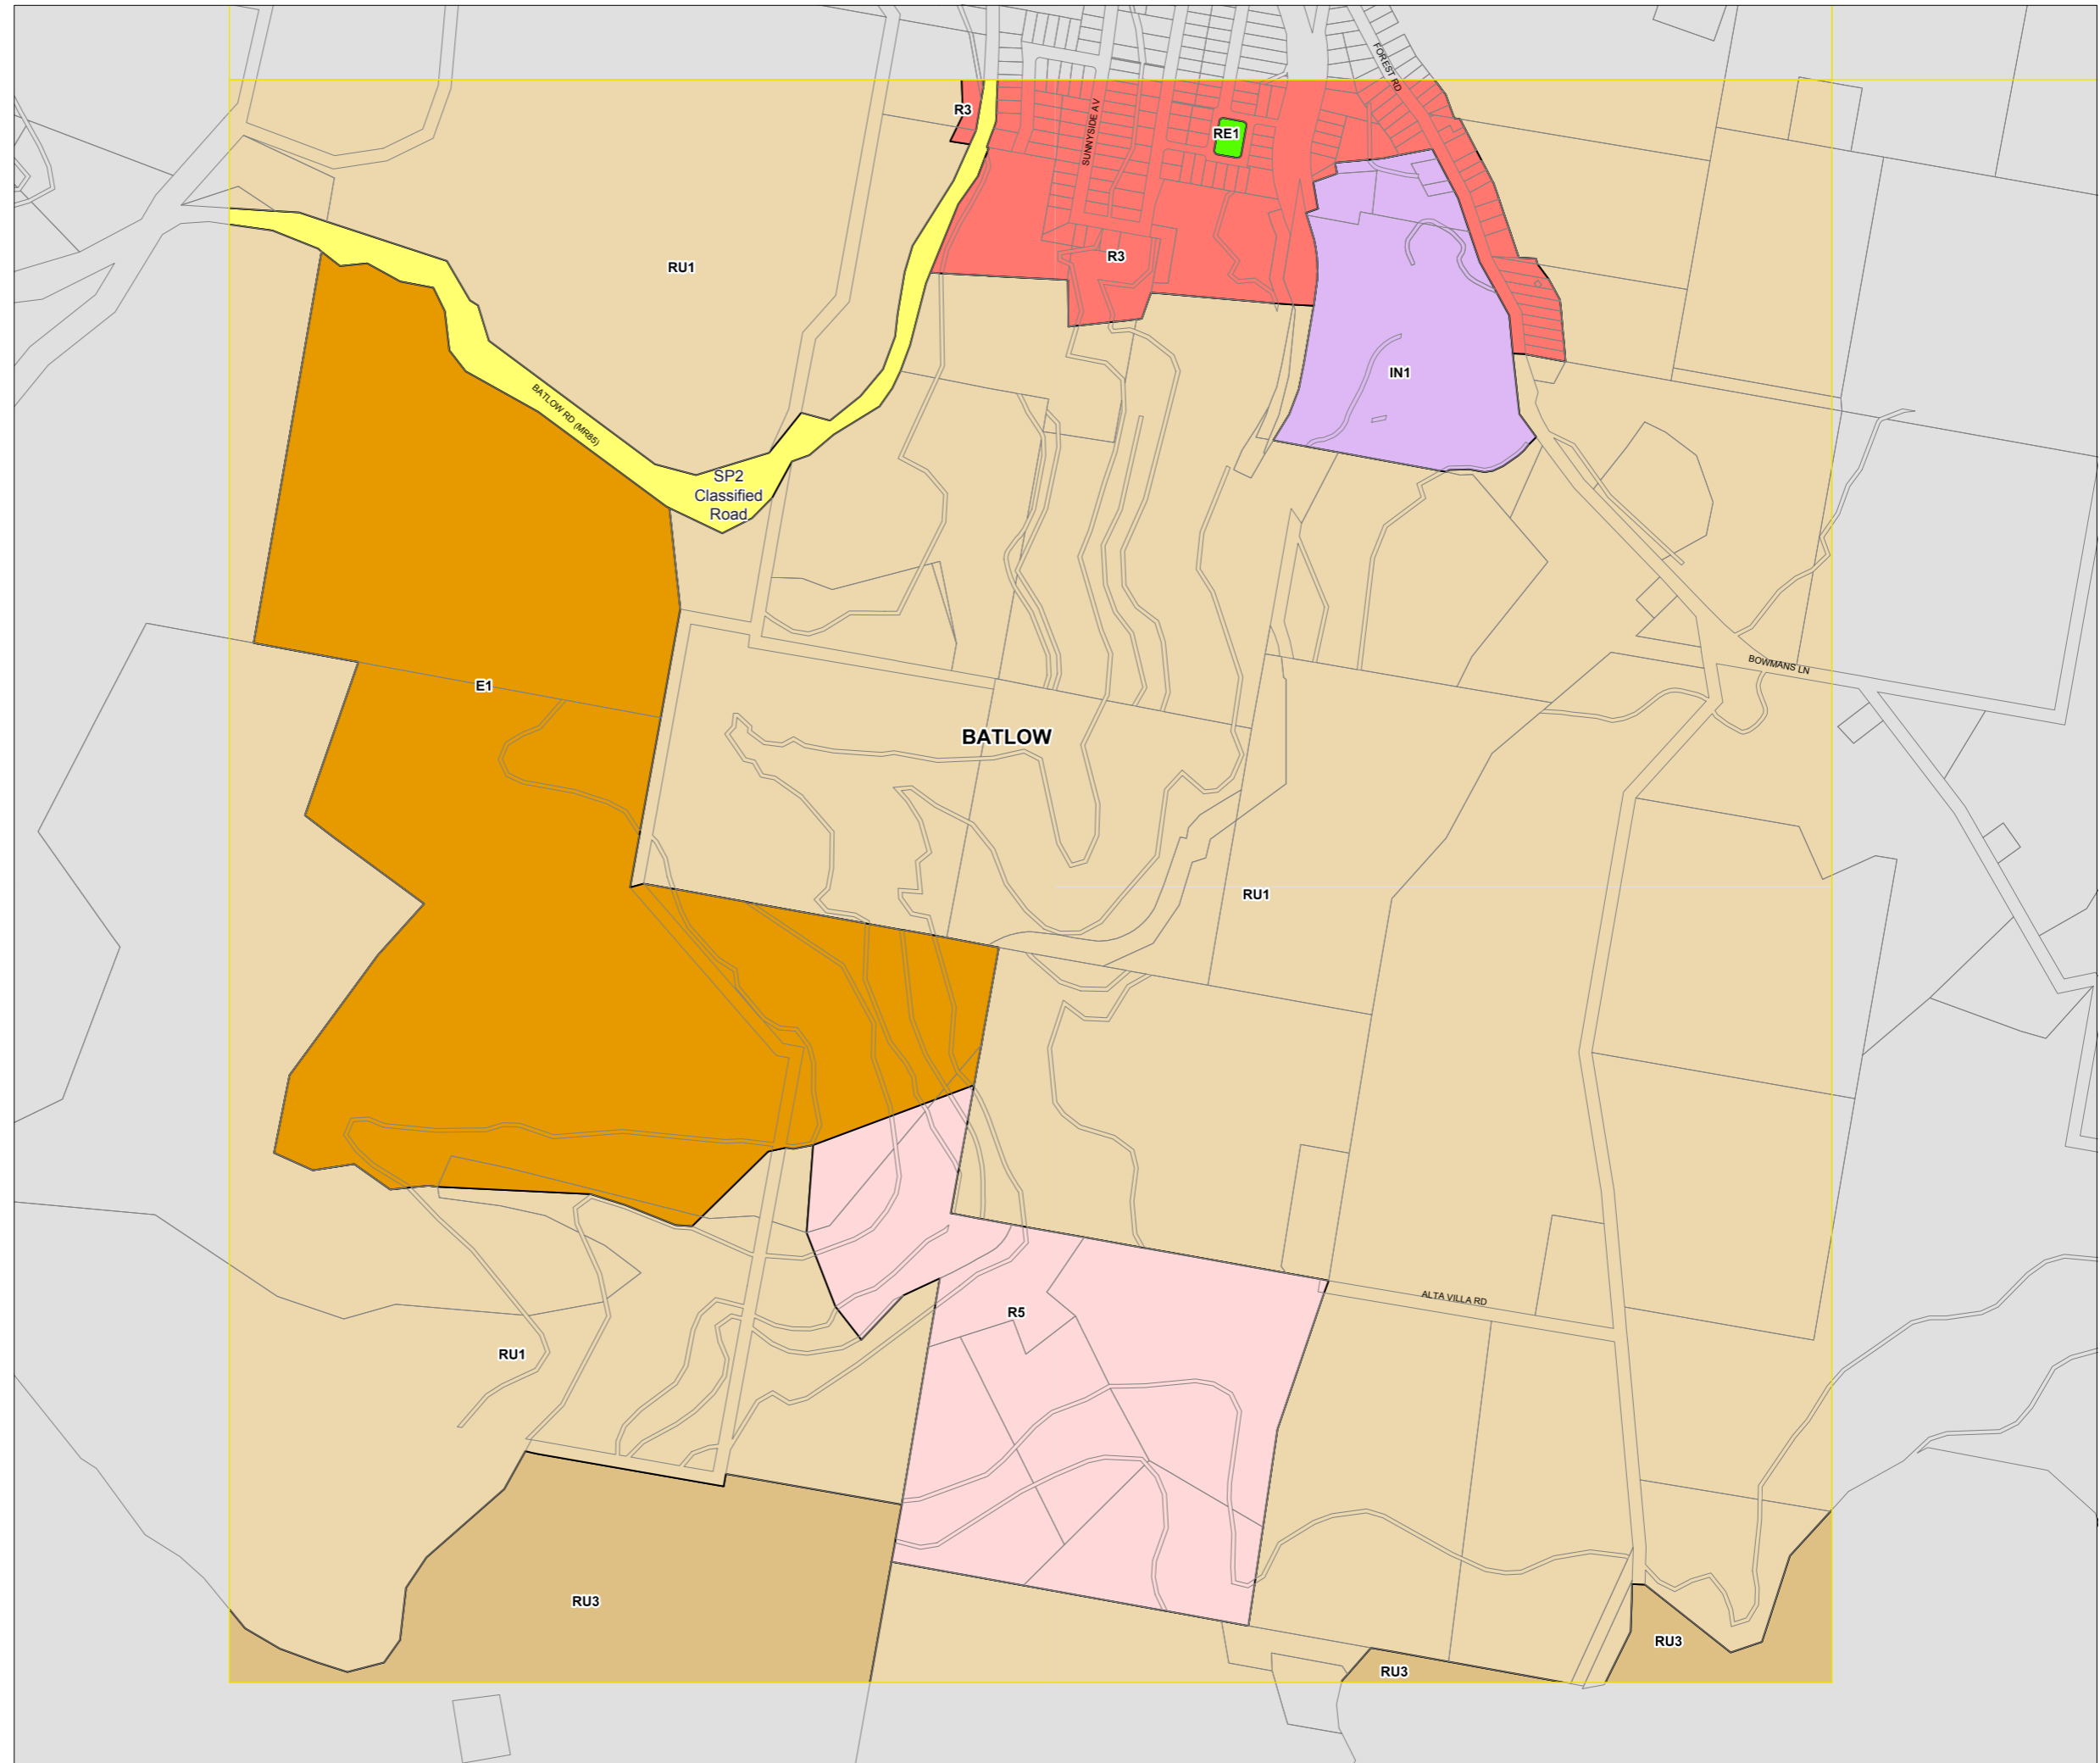 FOREST RD
R3
SUNNYSIDE AV
RE1
R3
RU1
IN1
BATLOW RD (MR85)
SP2
Classified
Road
BOWMANS LN
E1
BATLOW
RU1
ALTA VILLA RD
R5
RU1
RU3
RU3
RU3